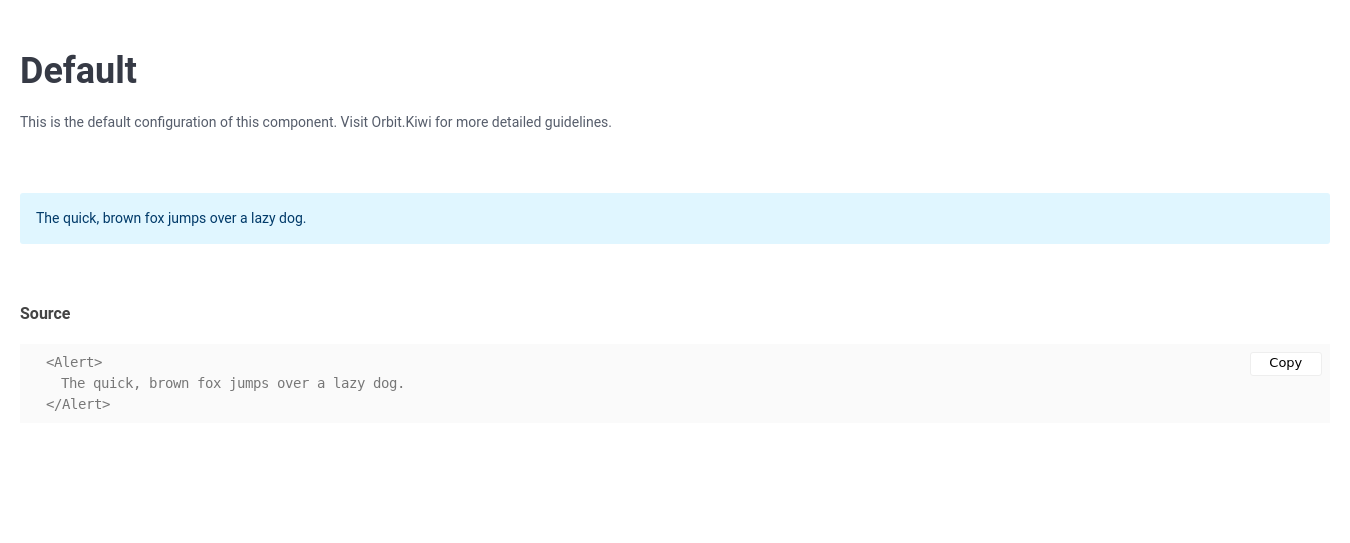 Default
This is the default configuration of this component. Visit Orbit.Kiwi for more detailed guidelines.
The quick, brown fox jumps over a lazy dog.
Source
<Alert>
Copy
The quick, brown fox jumps over a lazy dog.
</Alert>